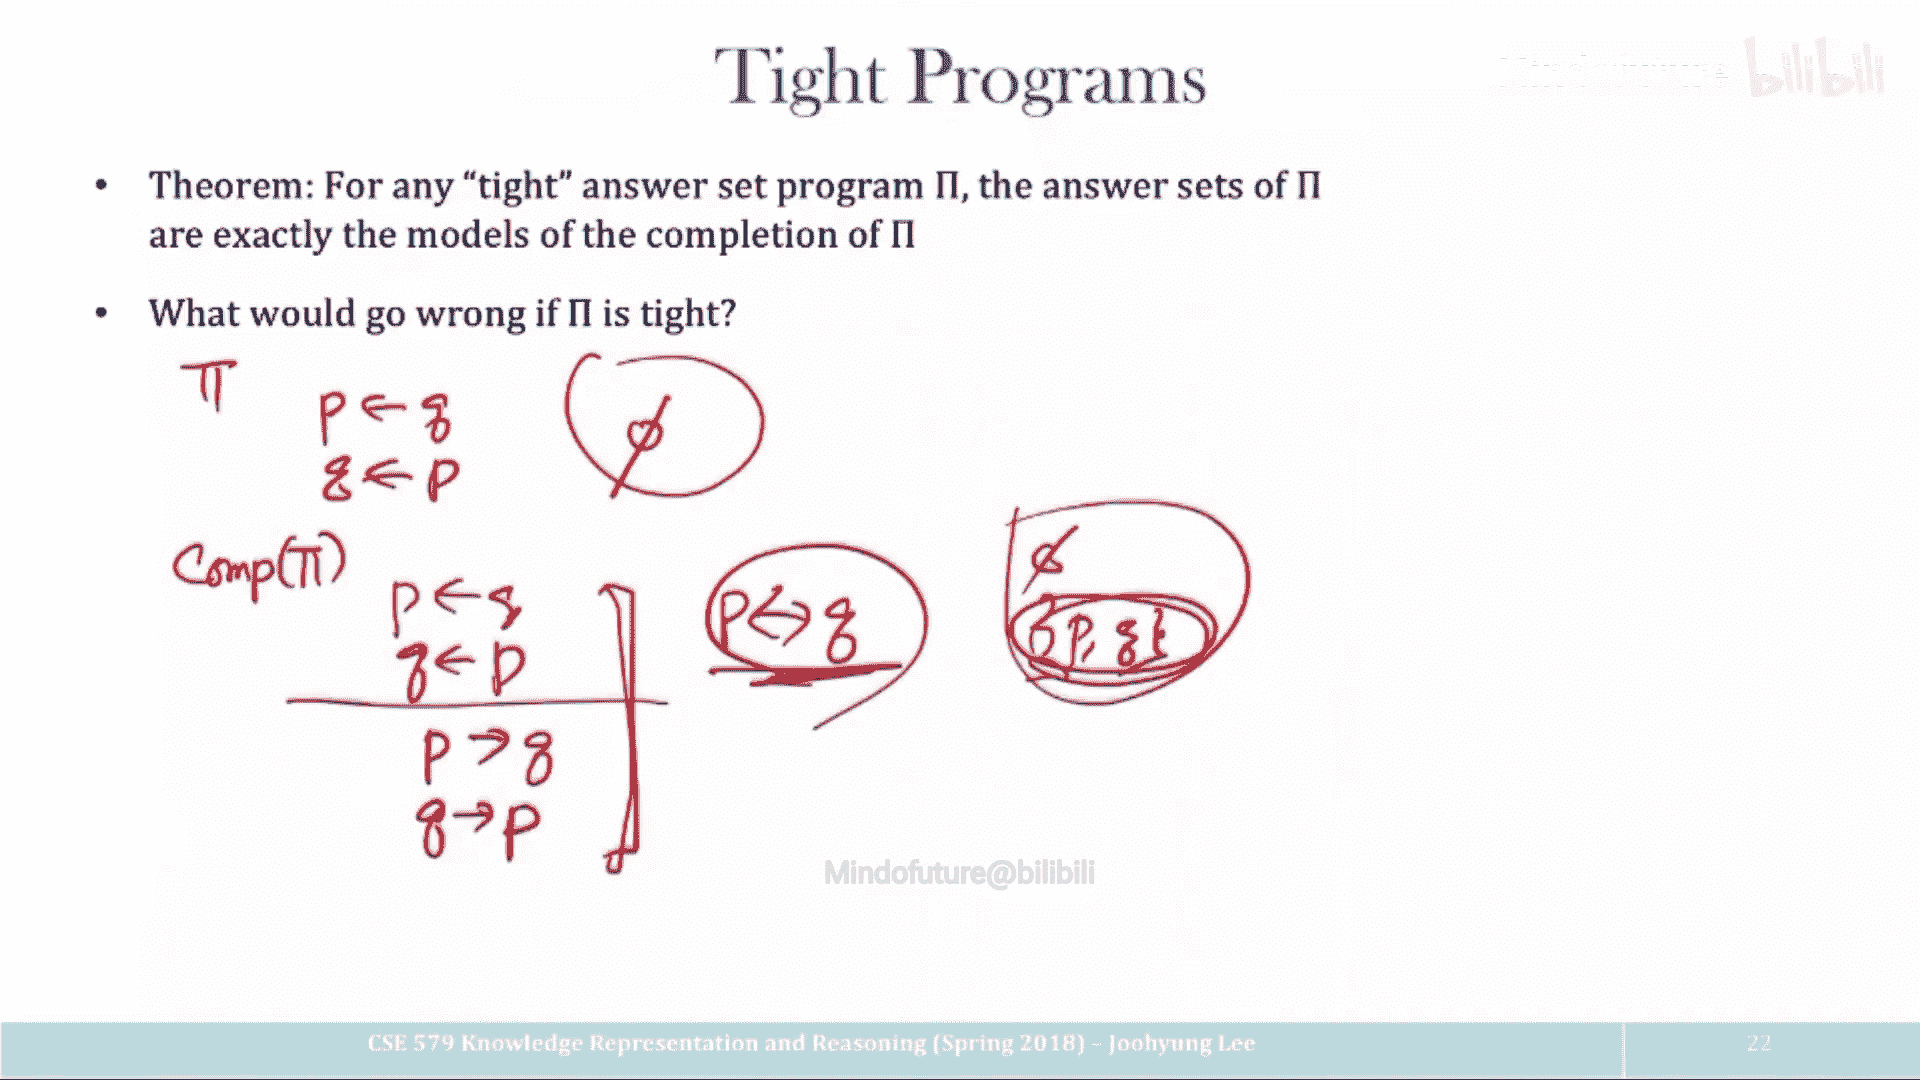 Tight Programs
bilibili
• Theorem: For any “tight” answer set program Π, the answer sets of Π
are exactly the models of the completion of Π
• What would go wrong if Π is tight?
Π
p ← q
q ← p
∅
Comp(Π)
p ← q
q ← p
p → q
q → p
p ↔ q
∅
{p, q}
Mindofuture@bilibili
CSE 579 Knowledge Representation and Reasoning (Spring 2018) – Joohyung Lee
22